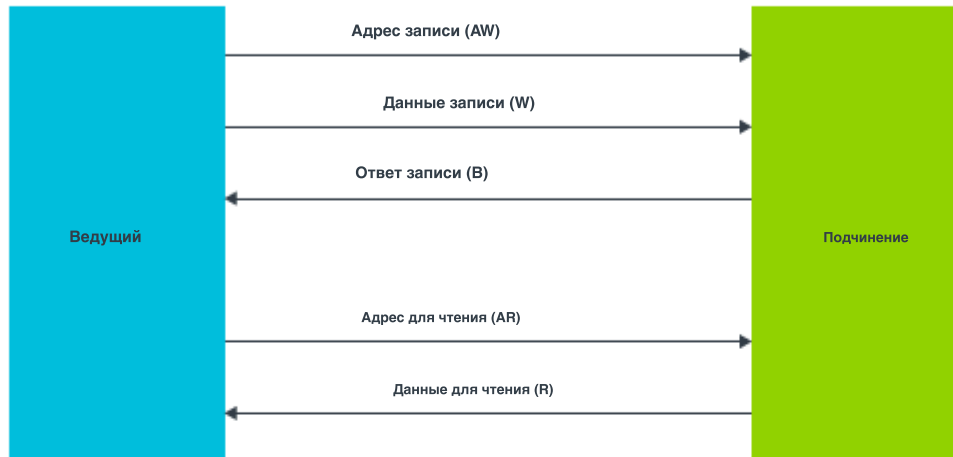 Адрес записи (AW)
Данные записи (W)
Ответ записи (B)
Ведущий
Подчинение
Адрес для чтения (AR)
Данные для чтения (R)